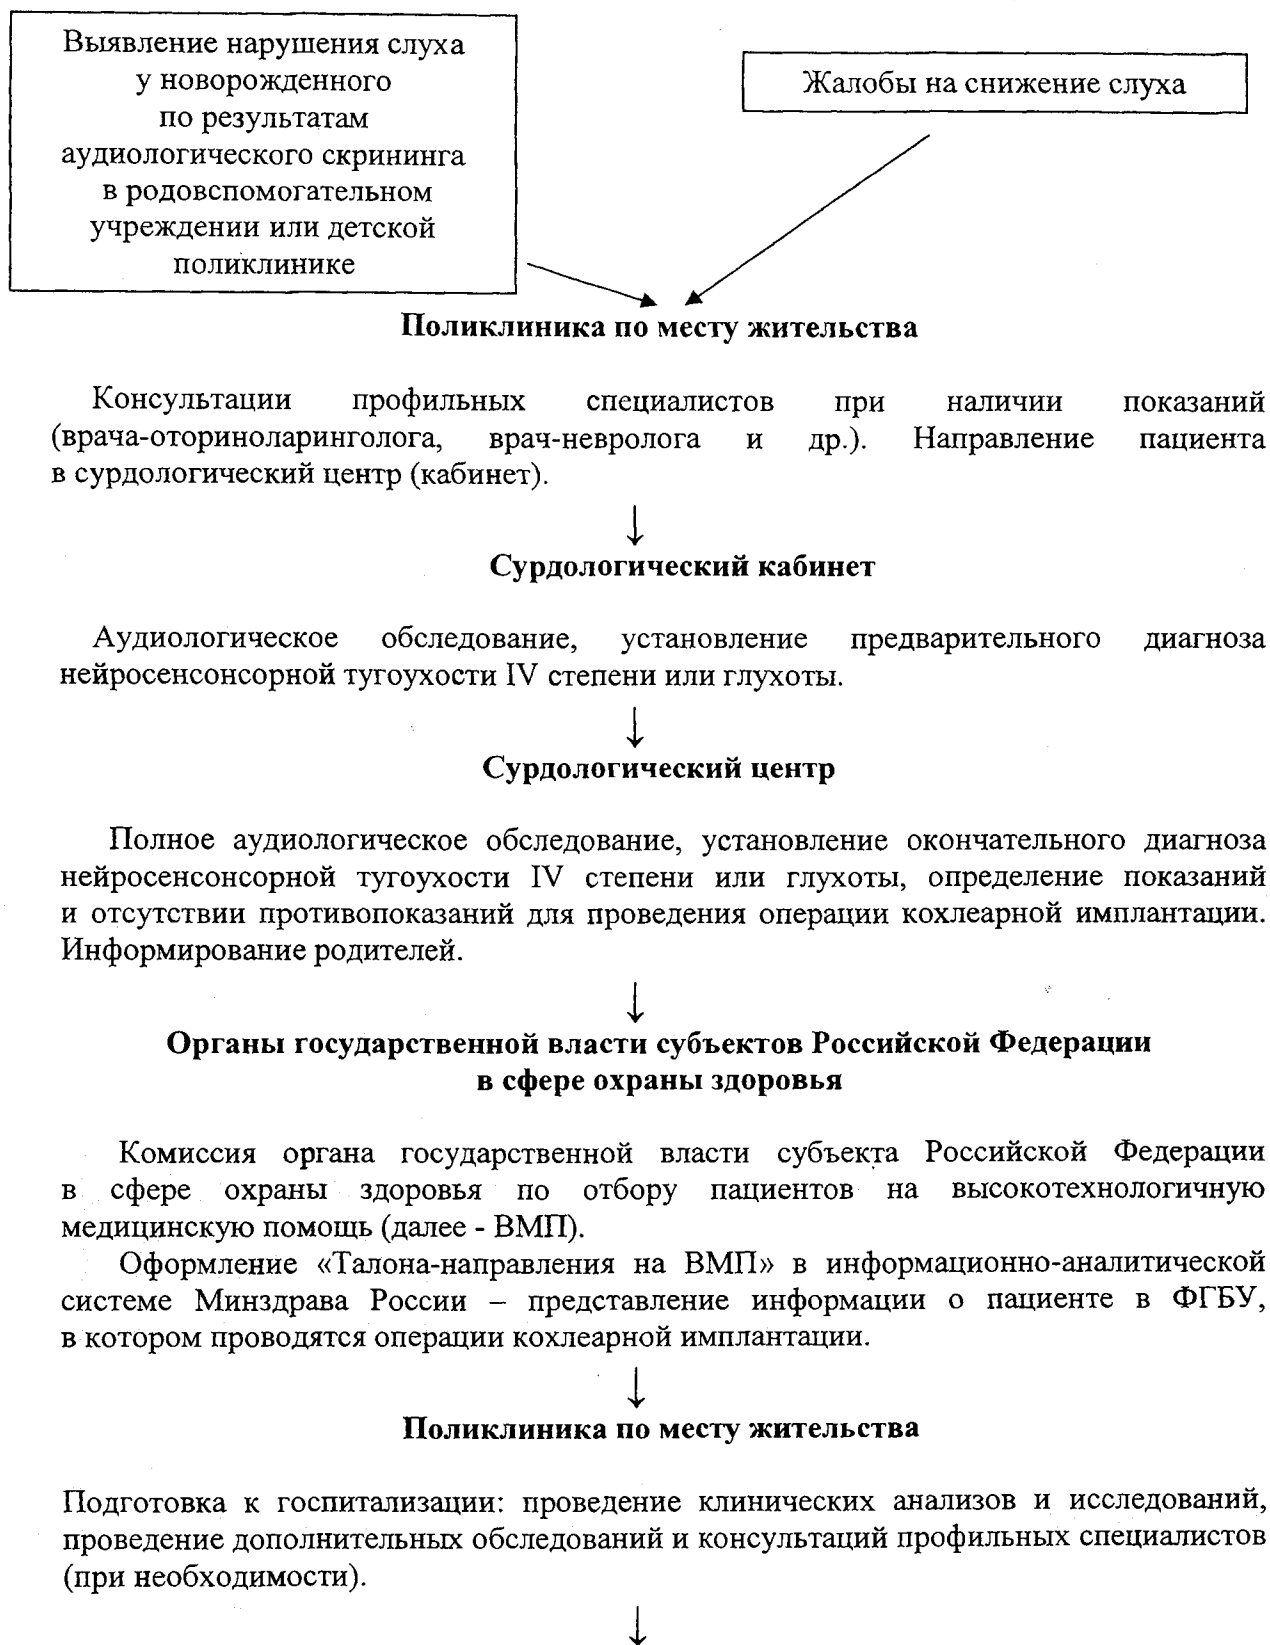 Выявление нарушения слуха
у новорожденного
по результатам
аудиологического скрининга
в родовспомогательном
учреждении или детской
поликлинике
Жалобы на снижение слуха
Поликлиника по месту жительства
Консультации профильных специалистов при наличии показаний
(врача-оториноларинголога, врач-невролога и др.). Направление пациента
в сурдологический центр (кабинет).
Сурдологический кабинет
Аудиологическое обследование, установление предварительного диагноза
нейросенсонсорной тугоухости IV степени или глухоты.
Сурдологический центр
Полное аудиологическое обследование, установление окончательного диагноза
нейросенсонсорной тугоухости IV степени или глухоты, определение показаний
и отсутствии противопоказаний для проведения операции кохлеарной имплантации.
Информирование родителей.
Органы государственной власти субъектов Российской Федерации
в сфере охраны здоровья
Комиссия органа государственной власти субъекта Российской Федерации
в сфере охраны здоровья по отбору пациентов на высокотехнологичную
медицинскую помощь (далее - ВМП).
Оформление «Талона-направления на ВМП» в информационно-аналитической
системе Минздрава России – представление информации о пациенте в ФГБУ,
в котором проводятся операции кохлеарной имплантации.
Поликлиника по месту жительства
Подготовка к госпитализации: проведение клинических анализов и исследований,
проведение дополнительных обследований и консультаций профильных специалистов
(при необходимости).